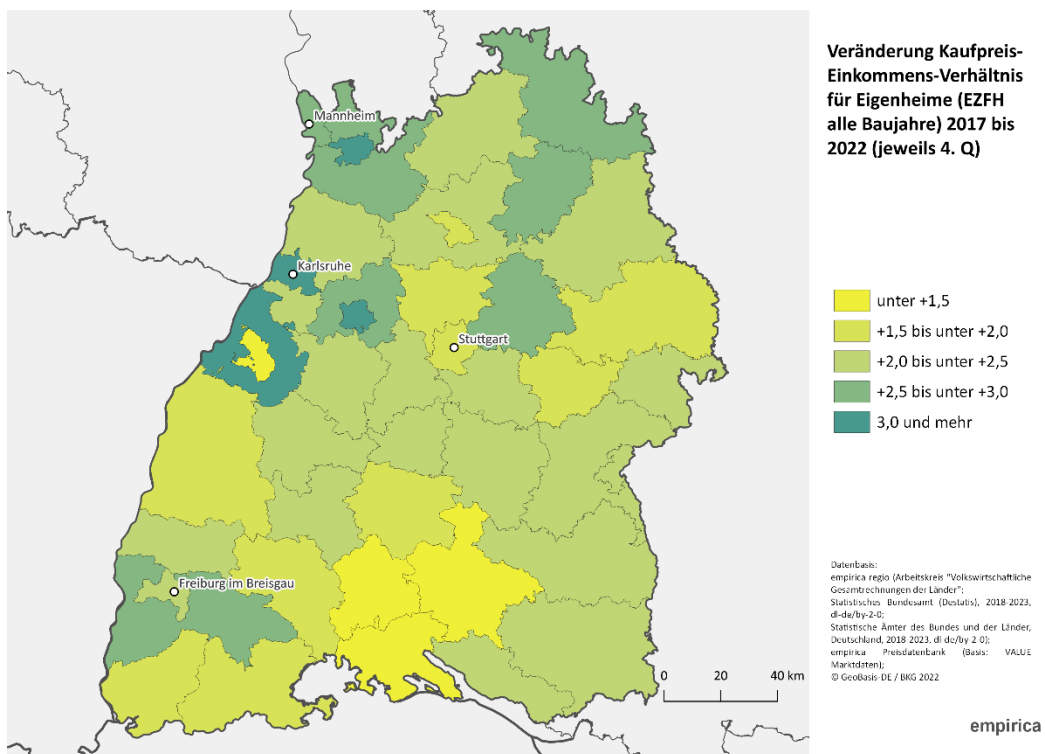 Veränderung Kaufpreis-
Einkommens-Verhältnis
für Eigenheime (EZFH
alle Baujahre) 2017 bis
2022 (jeweils 4. Q)
Mannheim
Karlsruhe
Stuttgart
Freiburg im Breisgau
unter +1,5
+1,5 bis unter +2,0
+2,0 bis unter +2,5
+2,5 bis unter +3,0
3,0 und mehr
Datenbasis:
empirica regio (Arbeitskreis "Volkswirtschaftliche
Gesamtrechnungen der Länder";
Statistisches Bundesamt (Destatis), 2018-2023,
dl-de/by-2-0;
Statistische Ämter des Bundes und der Länder,
Deutschland, 2018-2023, dl-de/by-2-0);
empirica Preisdatenbank (Basis: VALUE
Marktdaten);
© GeoBasis-DE / BKG 2022
0 20 40 km
empirica